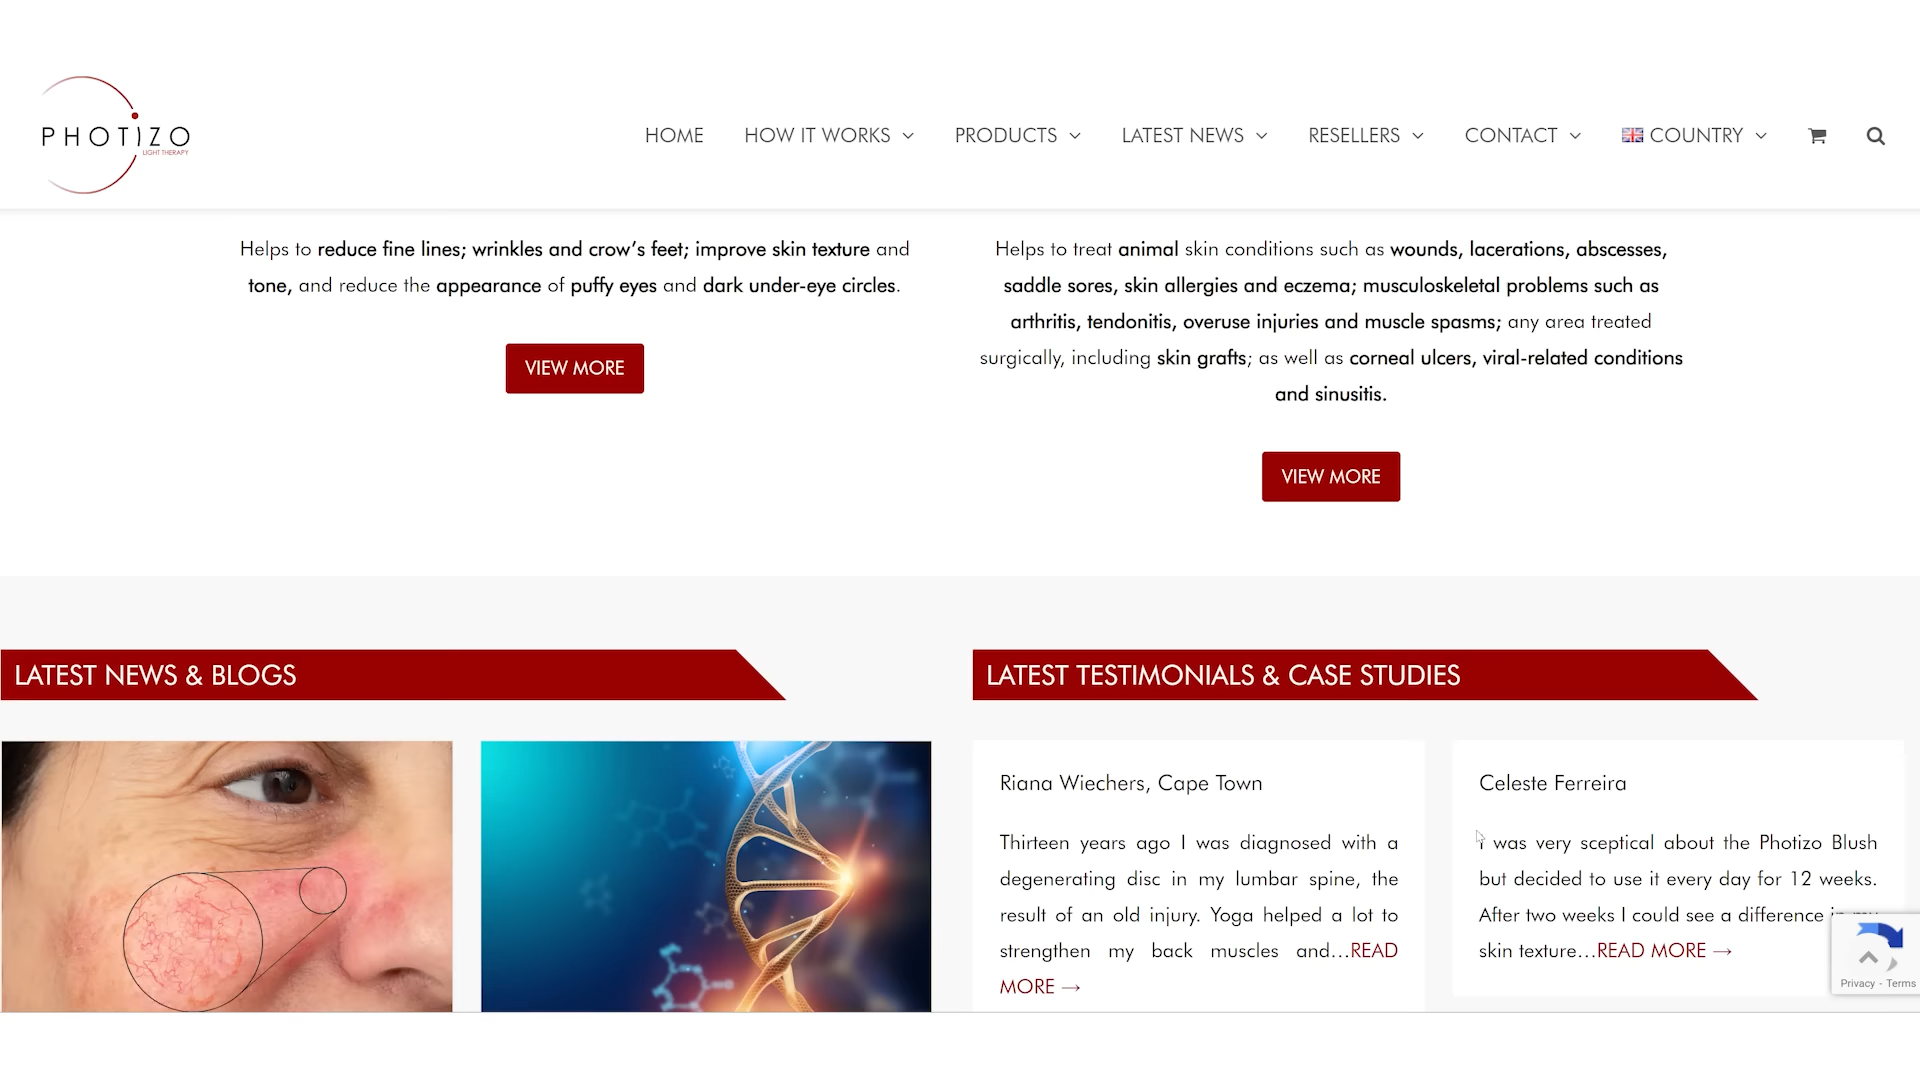 PHOTIZO
LIGHT THERAPY
HOME
HOW IT WORKS
PRODUCTS
LATEST NEWS
RESELLERS
CONTACT
COUNTRY
Helps to reduce fine lines; wrinkles and crow’s feet; improve skin texture and
tone, and reduce the appearance of puffy eyes and dark under-eye circles.
VIEW MORE
Helps to treat animal skin conditions such as wounds, lacerations, abscesses,
saddle sores, skin allergies and eczema; musculoskeletal problems such as
arthritis, tendonitis, overuse injuries and muscle spasms; any area treated
surgically, including skin grafts; as well as corneal ulcers, viral-related conditions
and sinusitis.
VIEW MORE
LATEST NEWS & BLOGS
LATEST TESTIMONIALS & CASE STUDIES
Riana Wiechers, Cape Town
Thirteen years ago I was diagnosed with a
degenerating disc in my lumbar spine, the
result of an old injury. Yoga helped a lot to
strengthen my back muscles and…READ
MORE →
Celeste Ferreira
I was very sceptical about the Photizo Blush
but decided to use it every day for 12 weeks.
After two weeks I could see a difference in my
skin texture…READ MORE →
Privacy - Terms